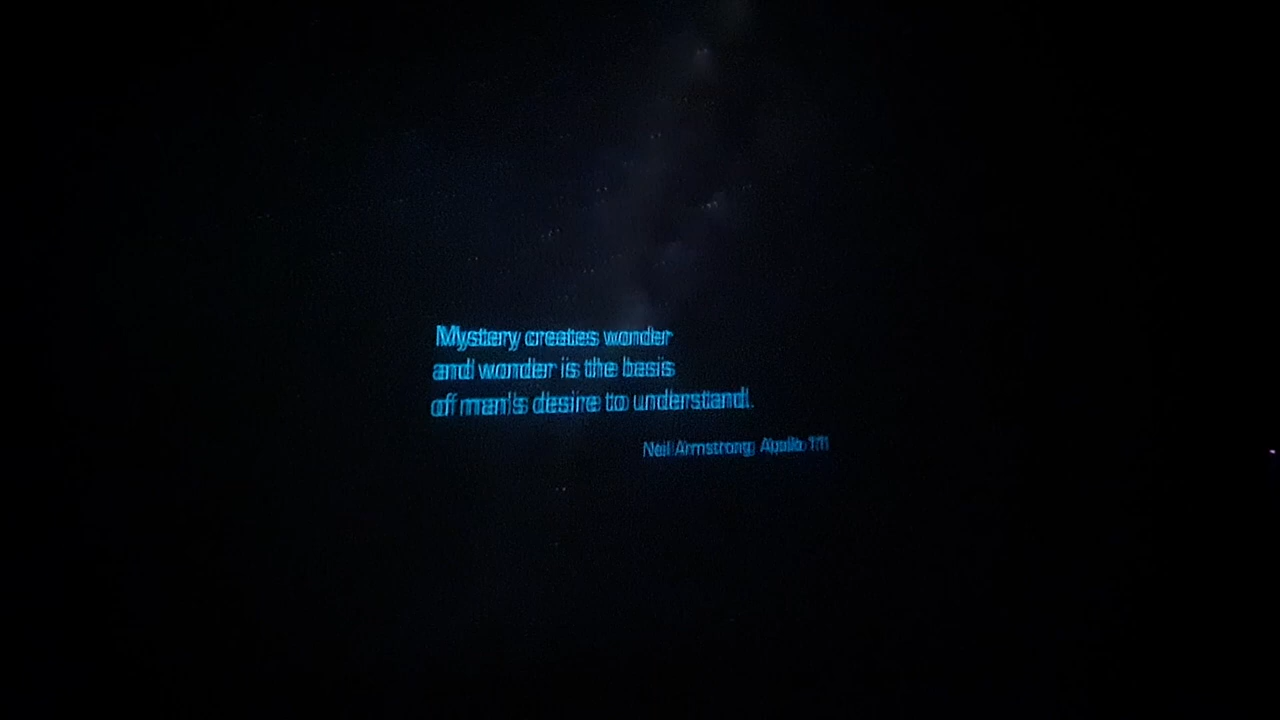 Mystery creates wonder
and wonder is the basis
of man's desire to understand.
Neil Armstrong, Apollo 11